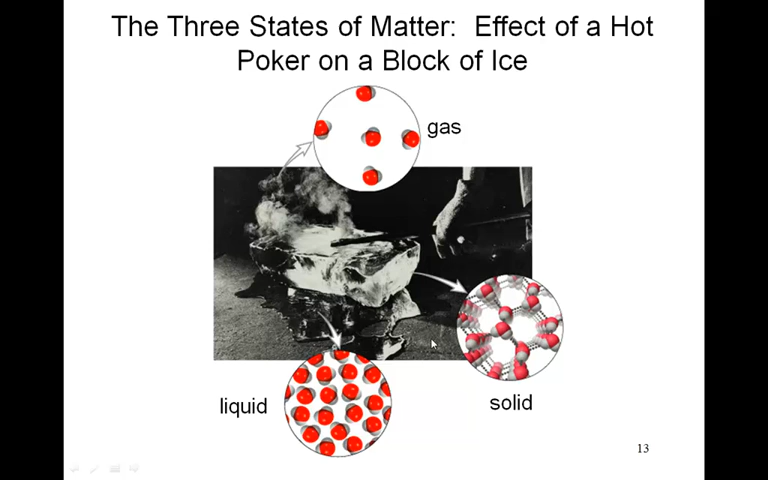 The Three States of Matter: Effect of a Hot
Poker on a Block of Ice
gas
liquid
solid
13